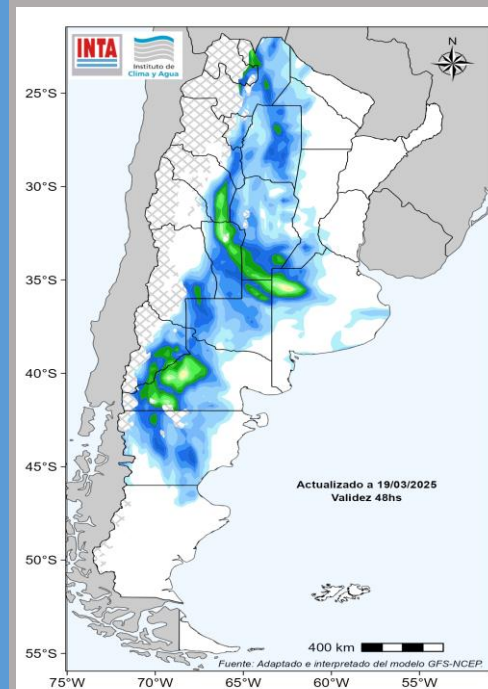 INTA
Instituto de
Clima y Agua
N
25°S
30°S
35°S
40°S
45°S
50°S
55°S
Actualizado a 19/03/2025
Validez 48hs
400 km
Fuente: Adaptado e interpretado del modelo GFS-NCEP.
75°W
70°W
65°W
60°W
55°W